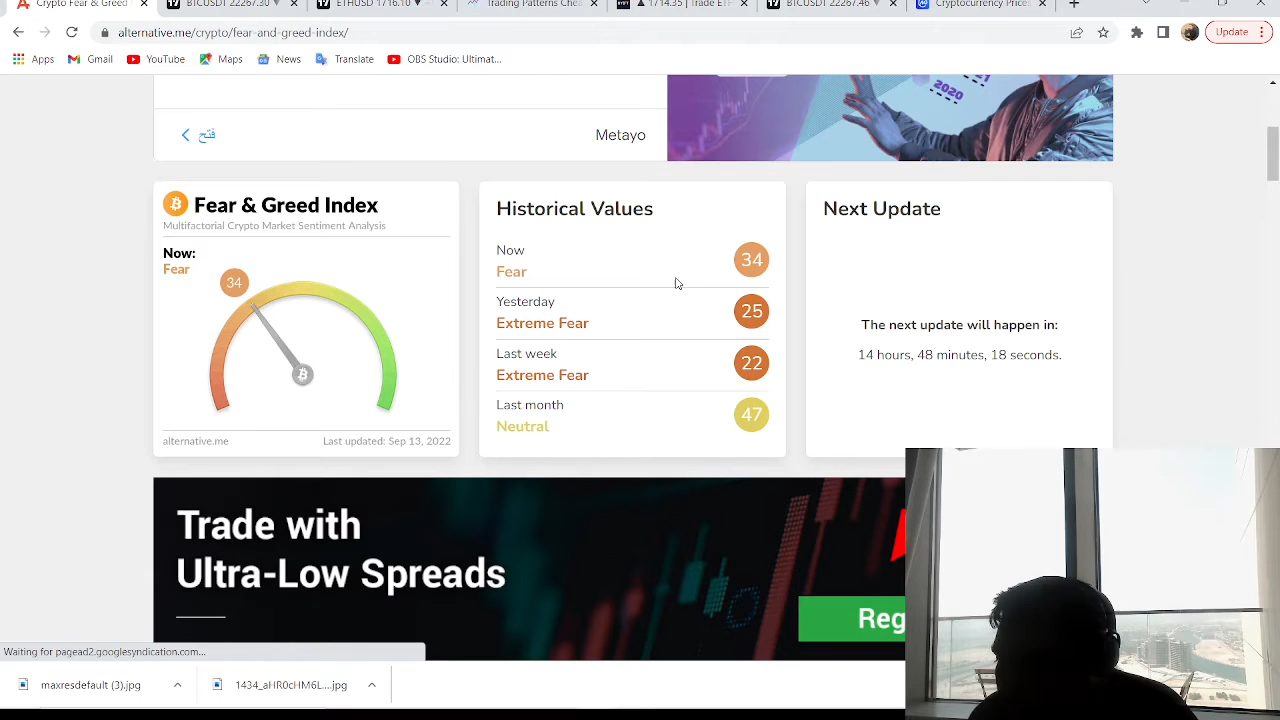 Crypto Fear & Greed
BTCUSDT 2267.30 ▼
ETHUSD 1716.10 ▼
Trading Patterns Chea
▲ 1714.35 | Trade ETH
BTCUSDT 2267.46 ▼
Cryptocurrency Prices
alternative.me/crypto/fear-and-greed-index/
Update
Apps
Gmail
YouTube
Maps
News
Translate
OBS Studio: Ultimat...
2020
فتح
Metayo
Fear & Greed Index
Multifactorial Crypto Market Sentiment Analysis
Now:
Fear
34
alternative.me
Last updated: Sep 13, 2022
Historical Values
Now
Fear
34
Yesterday
Extreme Fear
25
Last week
Extreme Fear
22
Last month
Neutral
47
Next Update
The next update will happen in:
14 hours, 48 minutes, 18 seconds.
Trade with
Ultra-Low Spreads
Reg
Waiting for pagead2.googlesyndication.com...
maxresdefault (3).jpg
1434_aHR0cHM6L....jpg